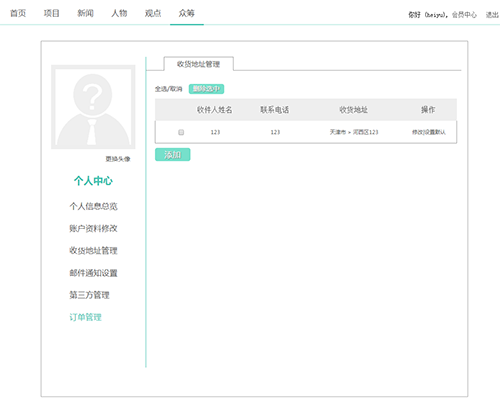 首页 项目 新闻 人物 观点 众筹 你好 (haiyu), 会员中心 退出
收货地址管理
全选/取消 删除选中
收件人姓名 联系电话 收货地址 操作
123 123 天津市 » 河西区123 修改|设置默认
添加
更换头像
个人中心
个人信息总览
账户资料修改
收货地址管理
邮件通知设置
第三方管理
订单管理